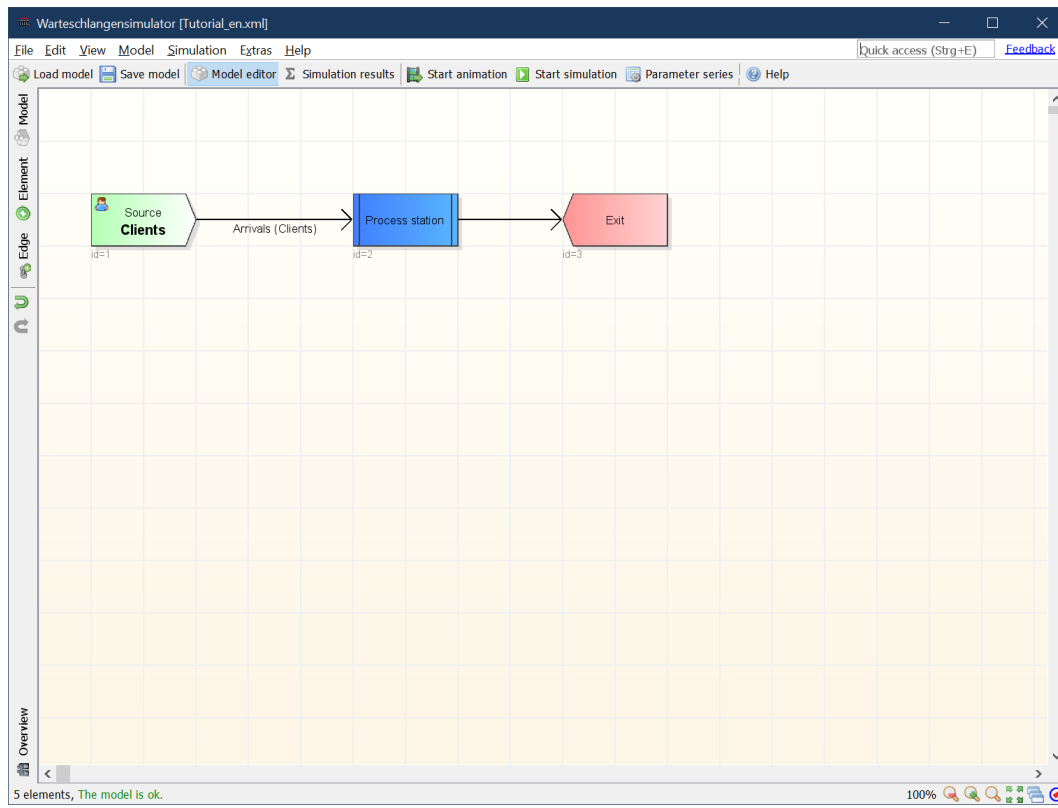 Warteschlangensimulator [Tutorial_en.xml]
File Edit View Model Simulation Extras Help Quick access (Strg+E) Feedback
Load model Save model Model editor Σ Simulation results Start animation Start simulation Parameter series Help
Model
Element
Edge
Overview
Source
Clients
id=1
Arrivals (Clients)
Process station
id=2
Exit
id=3
5 elements, The model is ok. 100%